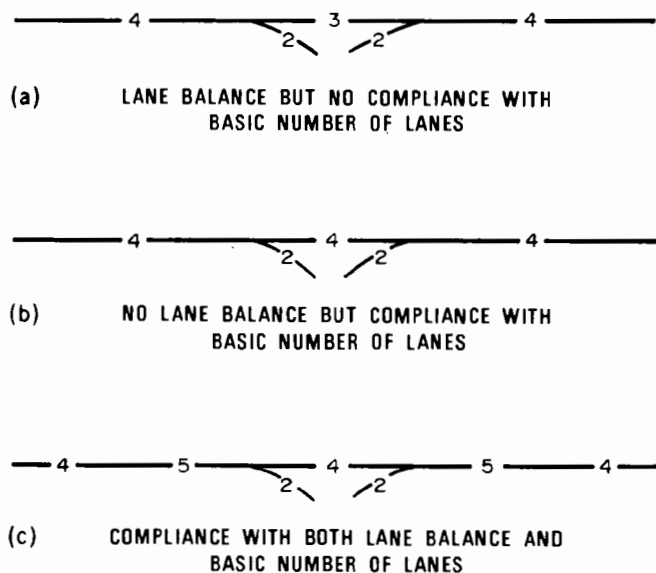 4 3 4
2 2
(a) LANE BALANCE BUT NO COMPLIANCE WITH
BASIC NUMBER OF LANES
4 4 4
2 2
(b) NO LANE BALANCE BUT COMPLIANCE WITH
BASIC NUMBER OF LANES
4 5 4 5 4
2 2
(c) COMPLIANCE WITH BOTH LANE BALANCE AND
BASIC NUMBER OF LANES